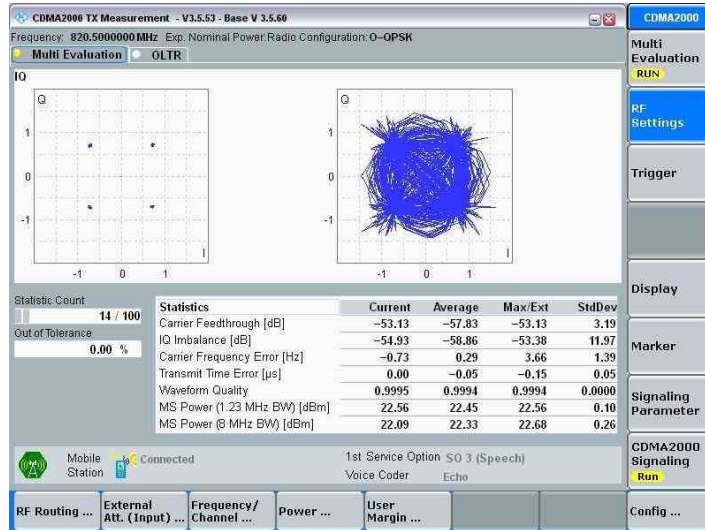 CDMA2000 TX Measurement - V3.5.53 - Base V 3.5.60
CDMA2000
Frequency: 820.5000000 MHz Exp. Nominal Power: Radio Configuration: O-QPSK
Multi Evaluation
OLTR
Multi
Evaluation
RUN
RF
Settings
Trigger
Display
Marker
Signaling
Parameter
CDMA2000
Signaling
Run
IQ
Q
1
0
-1
I
-1 0 1
Q
1
0
-1
I
-1 0 1
Statistic Count
14 / 100
Out of Tolerance
0.00 %
Statistics Current Average Max/Ext StdDev
Carrier Feedthrough [dB] -53.13 -57.83 -53.13 3.19
IQ Imbalance [dB] -54.93 -58.86 -53.38 11.97
Carrier Frequency Error [Hz] -0.73 0.29 3.66 1.39
Transmit Time Error [µs] 0.00 -0.05 -0.15 0.05
Waveform Quality 0.9995 0.9994 0.9994 0.0000
MS Power (1.23 MHz BW) [dBm] 22.56 22.45 22.56 0.10
MS Power (8 MHz BW) [dBm] 22.09 22.33 22.68 0.26
Mobile
Station
Connected
1st Service Option SO 3 (Speech)
Voice Coder Echo
RF Routing ...
External
Att. (Input) ...
Frequency/
Channel ...
Power ...
User
Margin ...
Config ...